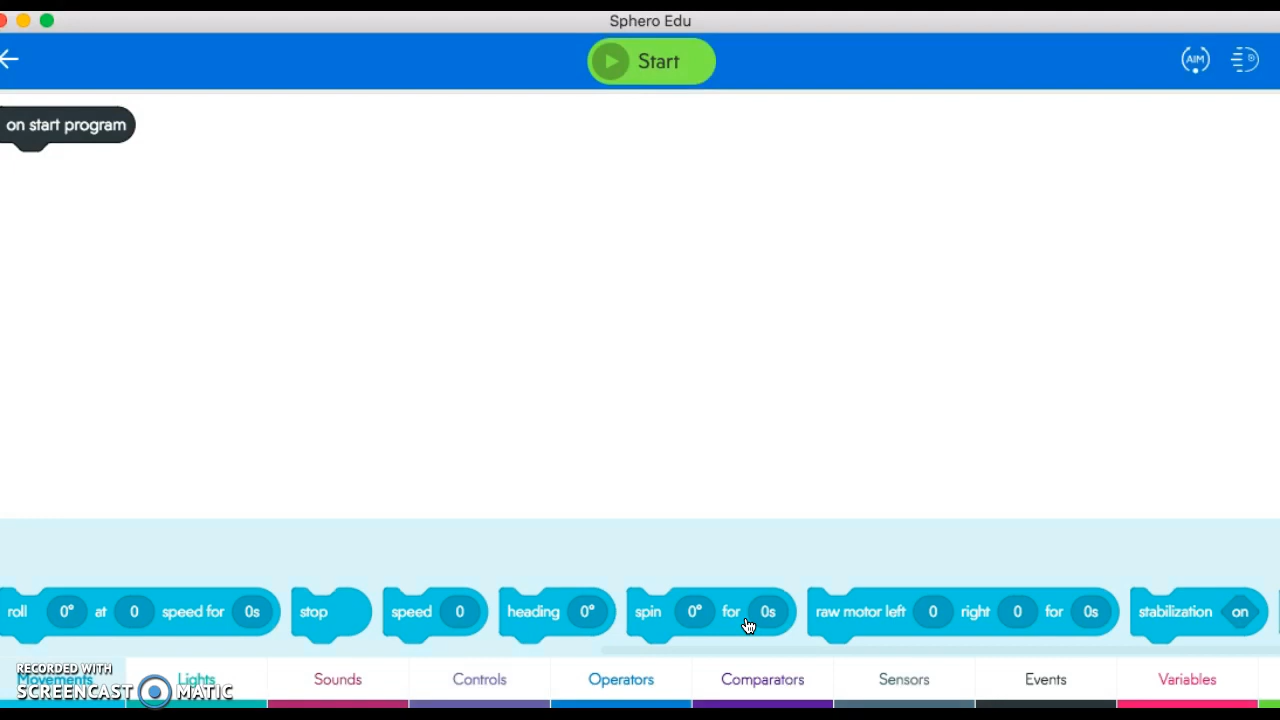 Sphero Edu
Start
AIM
on start program
roll 0° at 0 speed for 0s
stop
speed 0
heading 0°
spin 0° for 0s
raw motor left 0 right 0 for 0s
stabilization on
Movements
Lights
Sounds
Controls
Operators
Comparators
Sensors
Events
Variables
RECORDED WITH
SCREENCAST MATIC